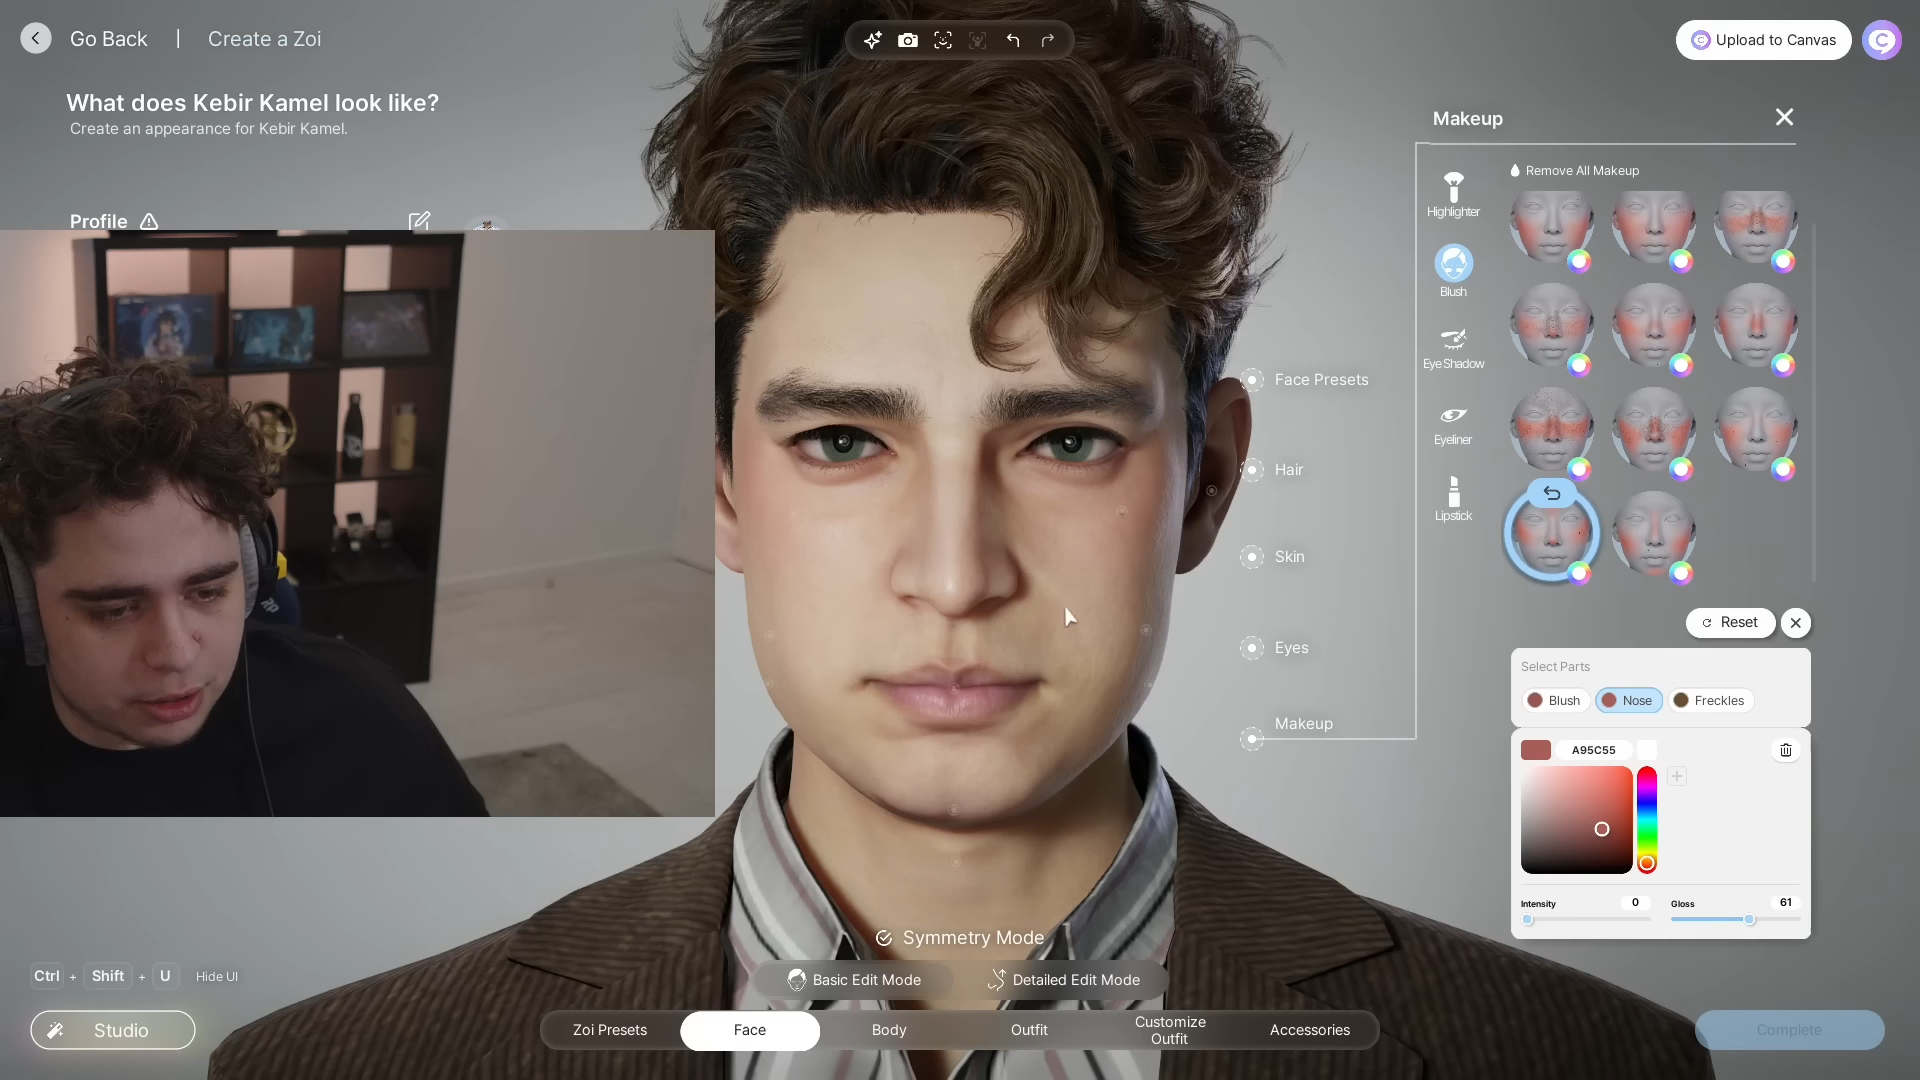 Go Back | Create a Zoi
Upload to Canvas
What does Kebir Kamel look like?
Create an appearance for Kebir Kamel.
Profile
Makeup
Remove All Makeup
Highlighter
Blush
Eye Shadow
Eyeliner
Lipstick
Face Presets
Hair
Skin
Eyes
Makeup
Reset
Select Parts
Blush
Nose
Freckles
A95C55
Intensity 0
Gloss 61
Symmetry Mode
Basic Edit Mode
Detailed Edit Mode
Ctrl + Shift + U Hide UI
Studio
Zoi Presets
Face
Body
Outfit
Customize
Outfit
Accessories
Complete